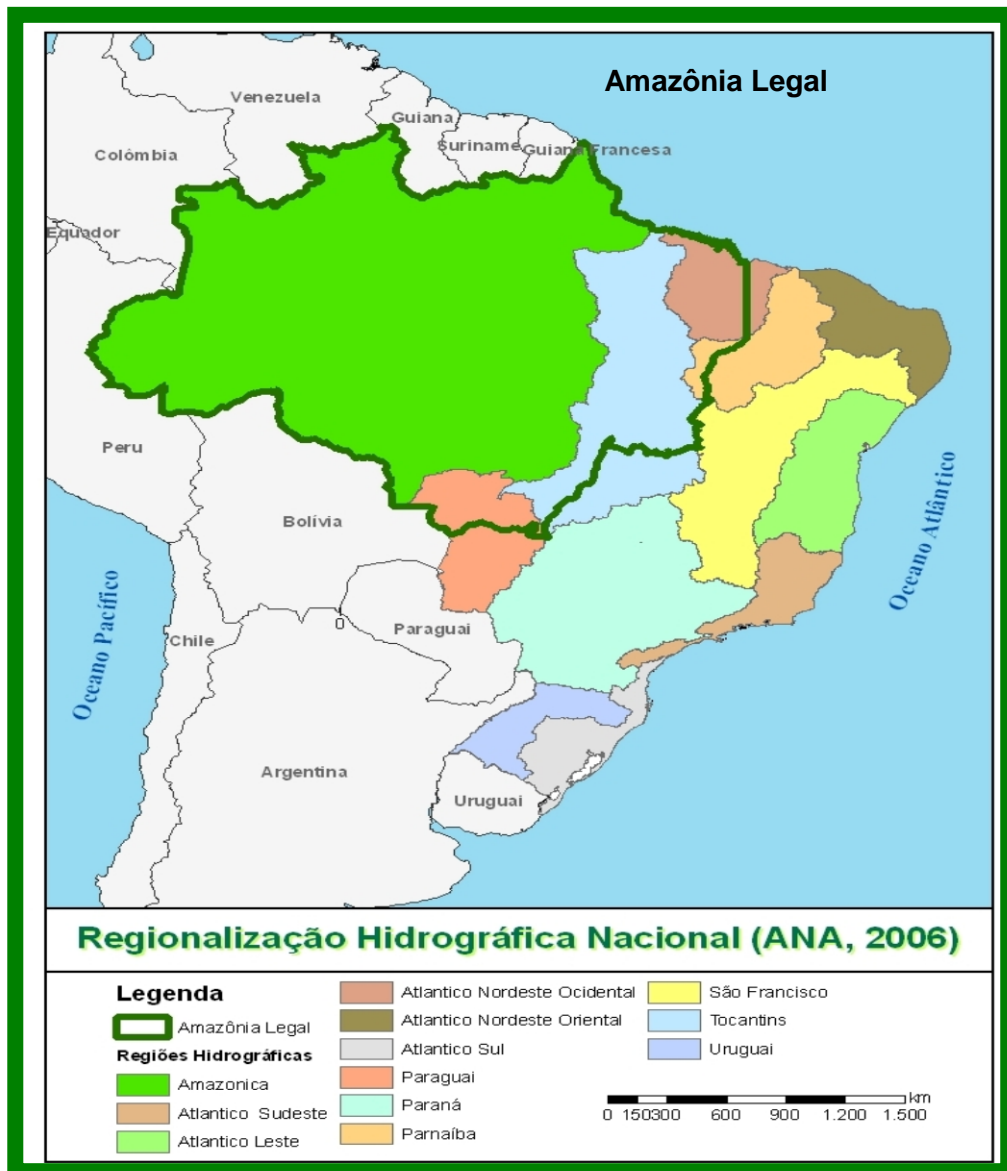 Amazônia Legal
Venezuela
Guiana
Suriname
Guiana Francesa
Colômbia
Equador
Peru
Bolívia
Oceano Atlântico
Oceano Pacífico
Chile
Paraguai
Argentina
Uruguai
Regionalização Hidrográfica Nacional (ANA, 2006)
Legenda
Amazônia Legal
Regiões Hidrográficas
Amazonica
Atlantico Sudeste
Atlantico Leste
Atlantico Nordeste Ocidental
Atlantico Nordeste Oriental
Atlantico Sul
Paraguai
Paraná
Parnaíba
São Francisco
Tocantins
Uruguai
km
0 150300 600 900 1.200 1.500